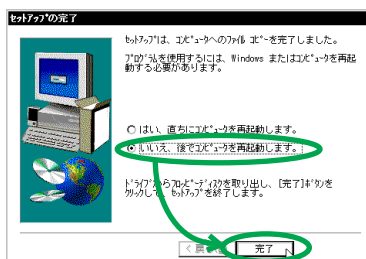 ｾｯﾄｱｯﾌﾟの完了
ｾｯﾄｱｯﾌﾟは、ｺﾝﾋﾟｭｰﾀへのﾌｧｲﾙ ｺﾋﾟｰを完了しました。
ﾌﾟﾛｸﾞﾗﾑを使用するには、Windows またはｺﾝﾋﾟｭｰﾀを再起
動する必要があります。
はい、直ちにｺﾝﾋﾟｭｰﾀを再起動します。
いいえ、後でｺﾝﾋﾟｭｰﾀを再起動します。
ﾄﾞﾗｲﾌﾞからﾌﾛｯﾋﾟｰﾃﾞｨｽｸを取り出し、[完了]ﾎﾞﾀﾝを
ｸﾘｯｸして、ｾｯﾄｱｯﾌﾟを終了します。
< 戻 完了